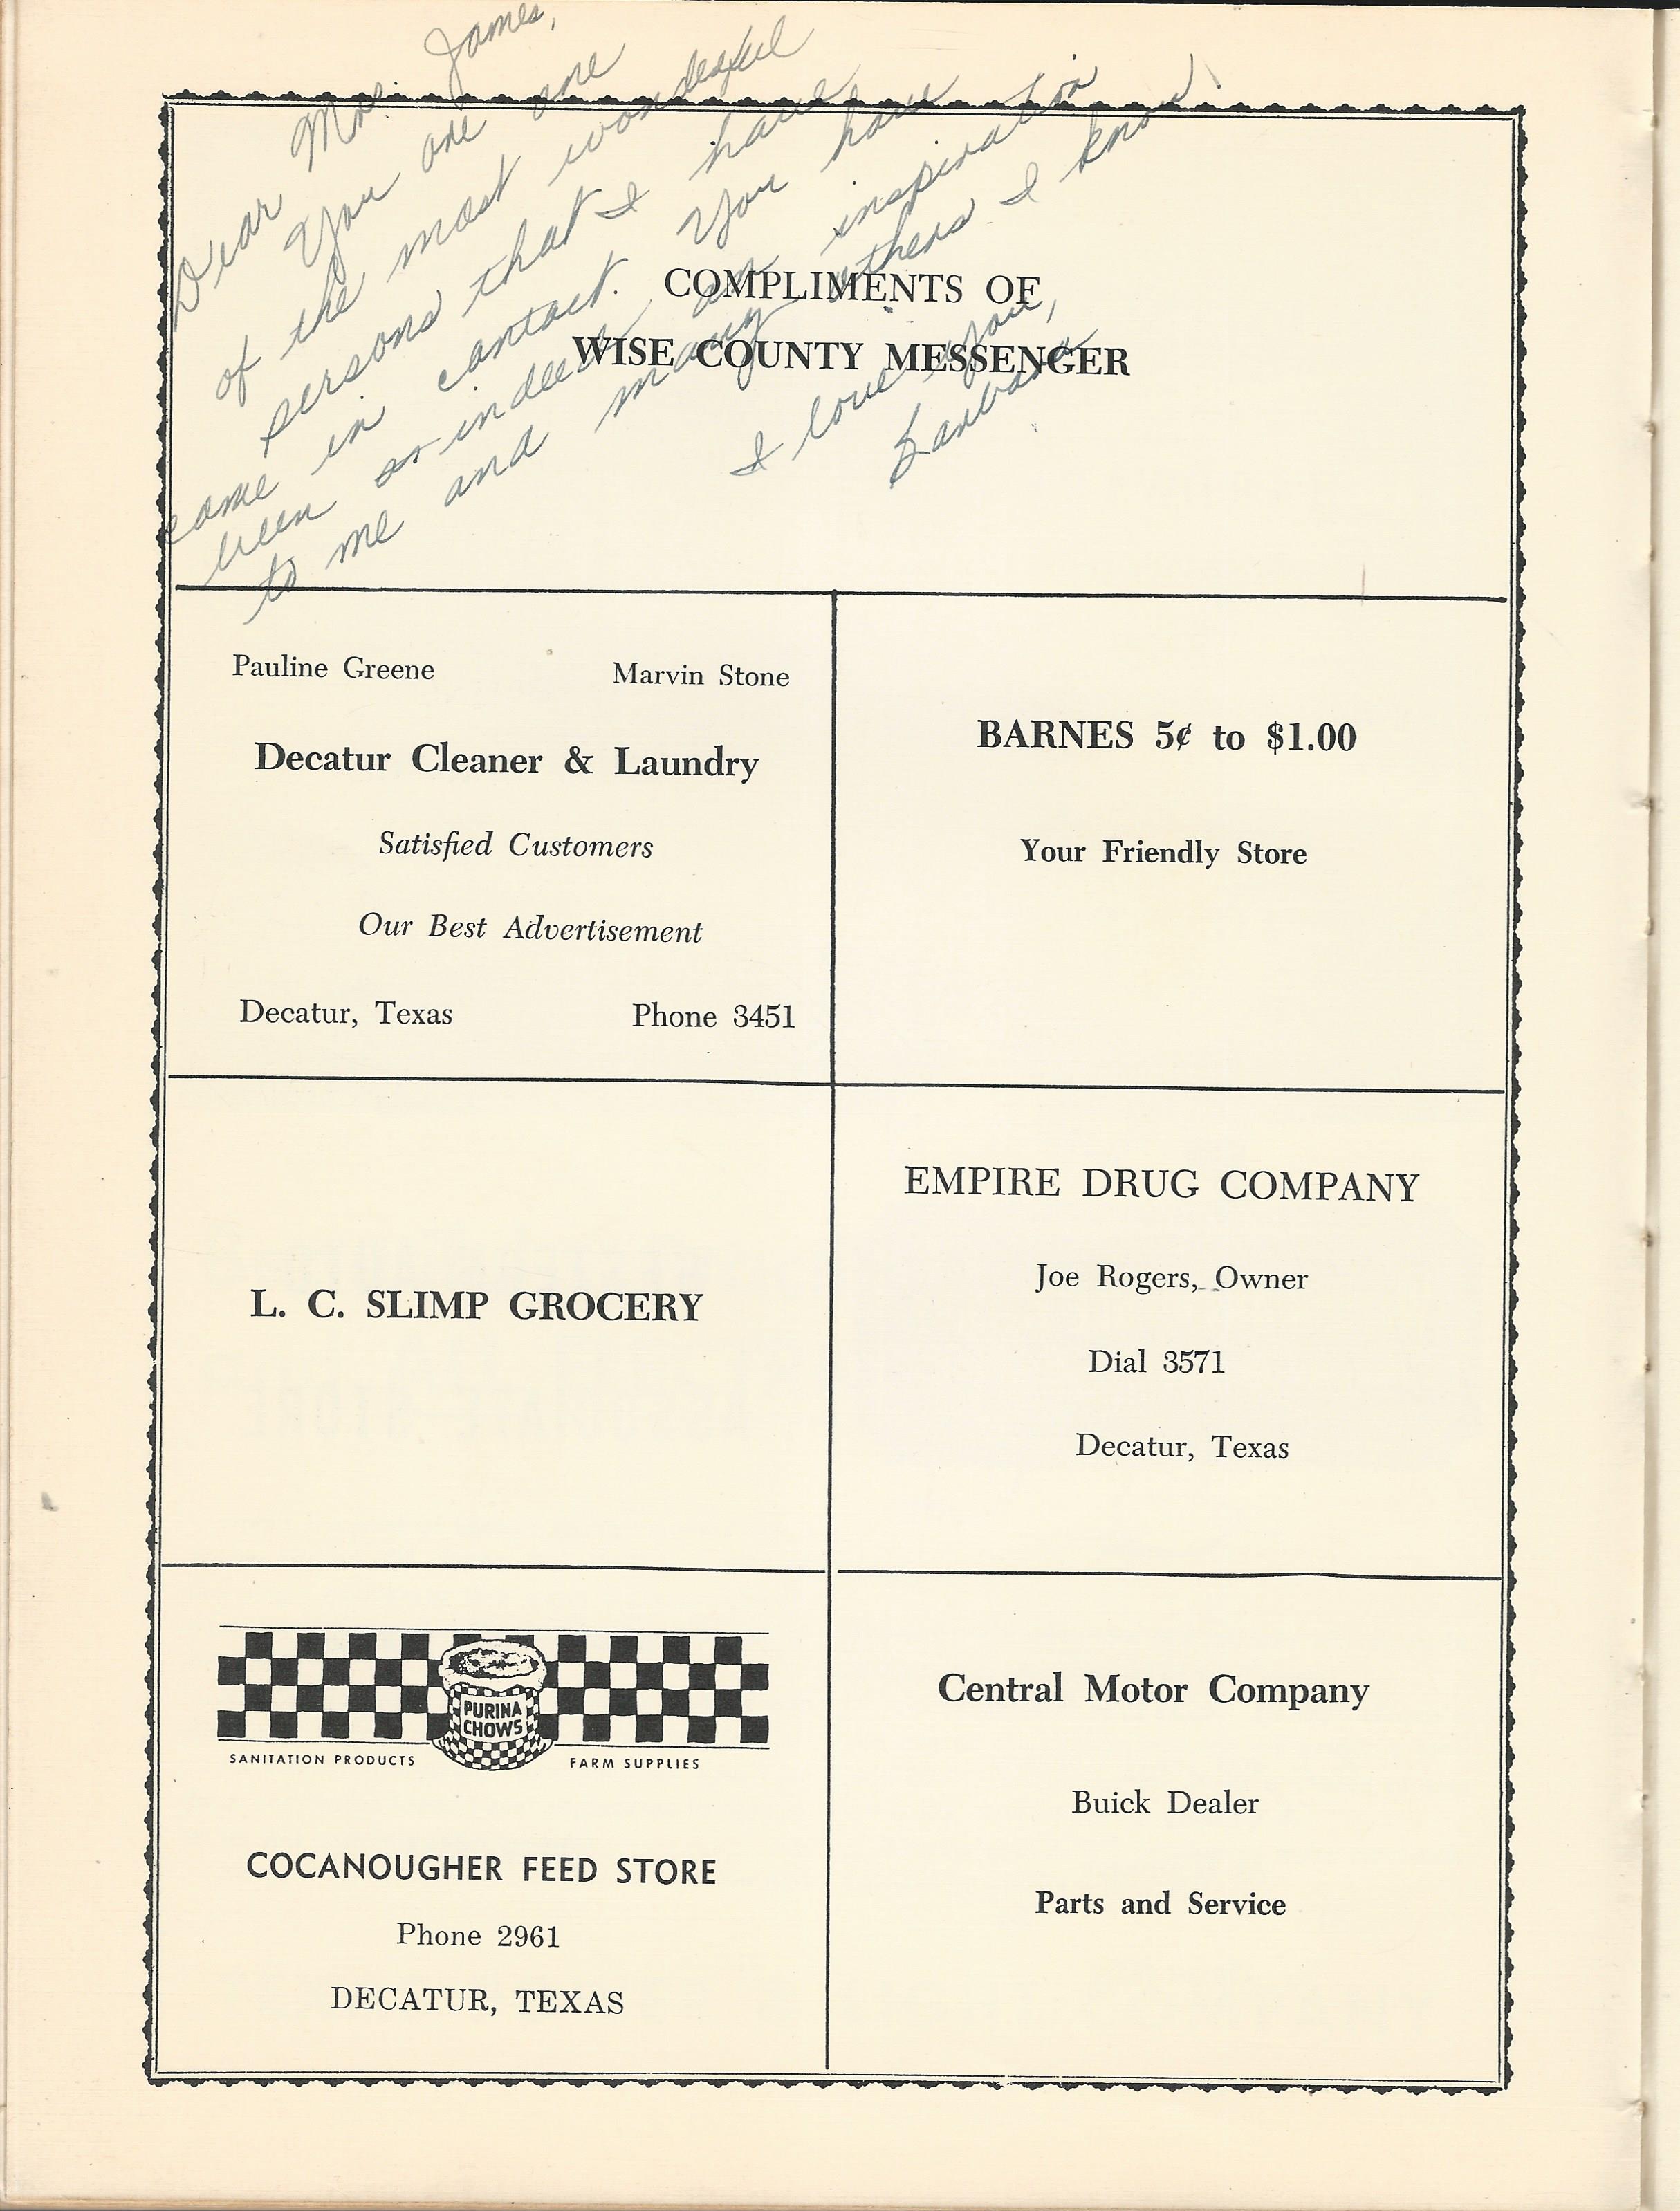 Dear Mrs. James,
You are one
of the most wonderful
persons that I have
come in contact. You have
been so indeed an inspiration
to me and many others I know!
I love you,
Barbara
COMPLIMENTS OF
WISE COUNTY MESSENGER
Pauline Greene Marvin Stone
Decatur Cleaner & Laundry
Satisfied Customers
Our Best Advertisement
Decatur, Texas Phone 3451
BARNES 5¢ to $1.00
Your Friendly Store
L. C. SLIMP GROCERY
EMPIRE DRUG COMPANY
Joe Rogers, Owner
Dial 3571
Decatur, Texas
PURINA
CHOWS
SANITATION PRODUCTS FARM SUPPLIES
COCANOUGHER FEED STORE
Phone 2961
DECATUR, TEXAS
Central Motor Company
Buick Dealer
Parts and Service